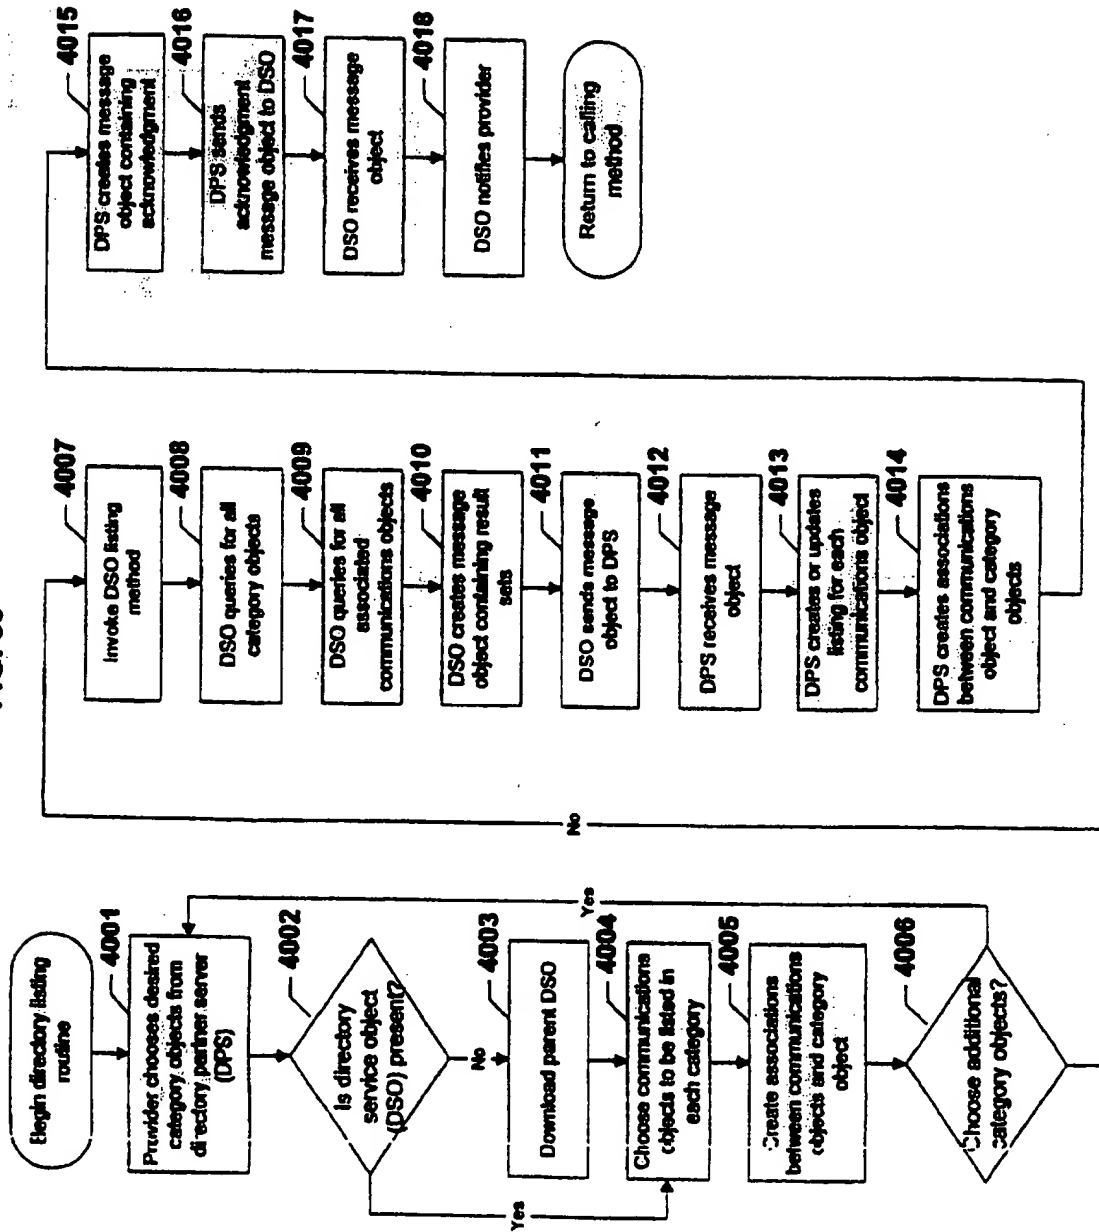 Begin directory listing
routine
4001
Provider chooses desired
category objects from
directory partner server
(DPS)
4002
Is directory
service object
(DSO) present?
No
Yes
4003
Download parent DSO
4004
Choose communications
objects to be listed in
each category
4005
Create associations
between communications
objects and category
object
4006
Choose additional
category objects?
Yes
No
4007
Invoke DSO listing
method
4008
DSO queries for all
category objects
4009
DSO queries for all
associated
communications objects
4010
DSO creates message
object containing result
sets
4011
DSO sends message
object to DPS
4012
DPS receives message
object
4013
DPS creates or updates
listing for each
communications object
4014
DPS creates associations
between communications
object and category
objects
4015
DPS creates message
object containing
acknowledgment
4016
DPS sends
acknowledgment
message object to DSO
4017
DSO receives message
object
4018
DSO notifies provider
Return to calling
method